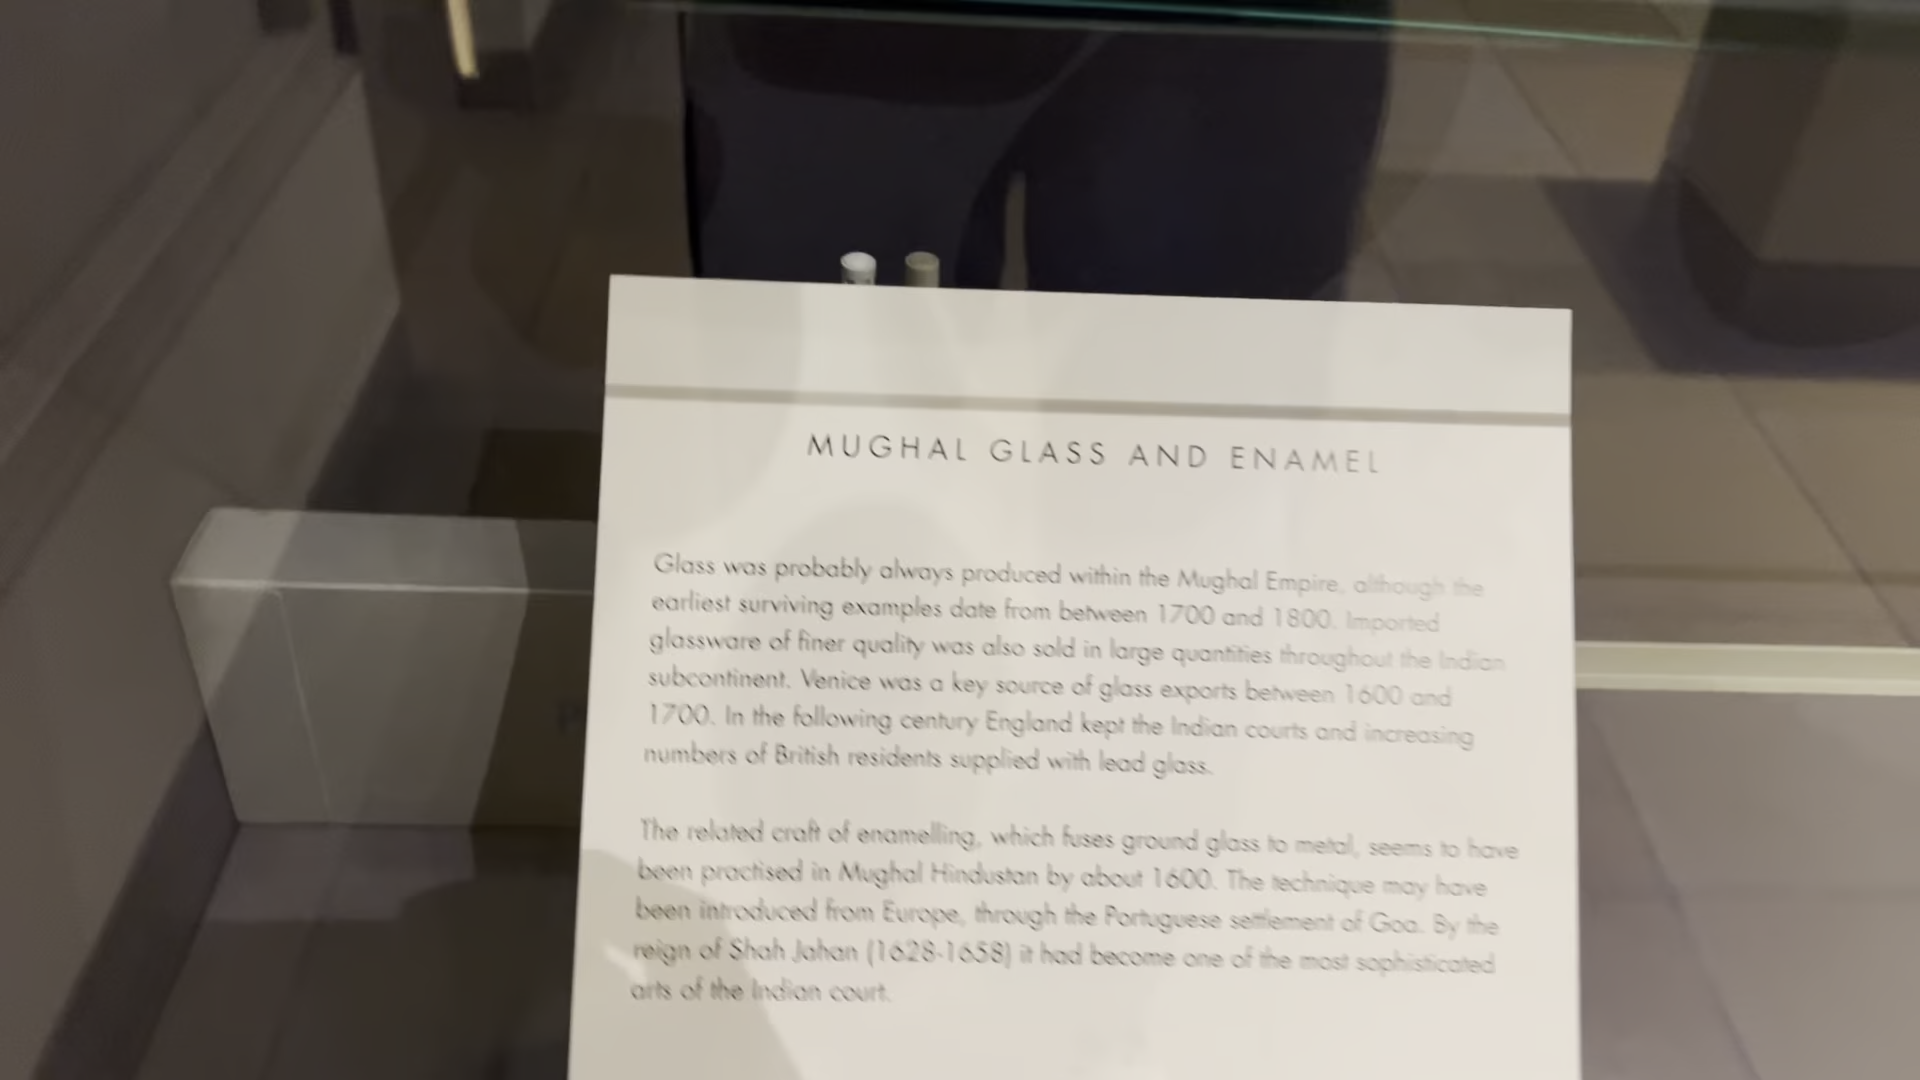 MUGHAL GLASS AND ENAMEL
Glass was probably always produced within the Mughal Empire, although the
earliest surviving examples date from between 1700 and 1800. Imported
glassware of finer quality was also sold in large quantities throughout the Indian
subcontinent. Venice was a key source of glass exports between 1600 and
1700. In the following century England kept the Indian courts and increasing
numbers of British residents supplied with lead glass.
The related craft of enamelling, which fuses ground glass to metal, seems to have
been practised in Mughal Hindustan by about 1600. The technique may have
been introduced from Europe, through the Portuguese settlement of Goa. By the
reign of Shah Jahan (1628-1658) it had become one of the most sophisticated
arts of the Indian court.